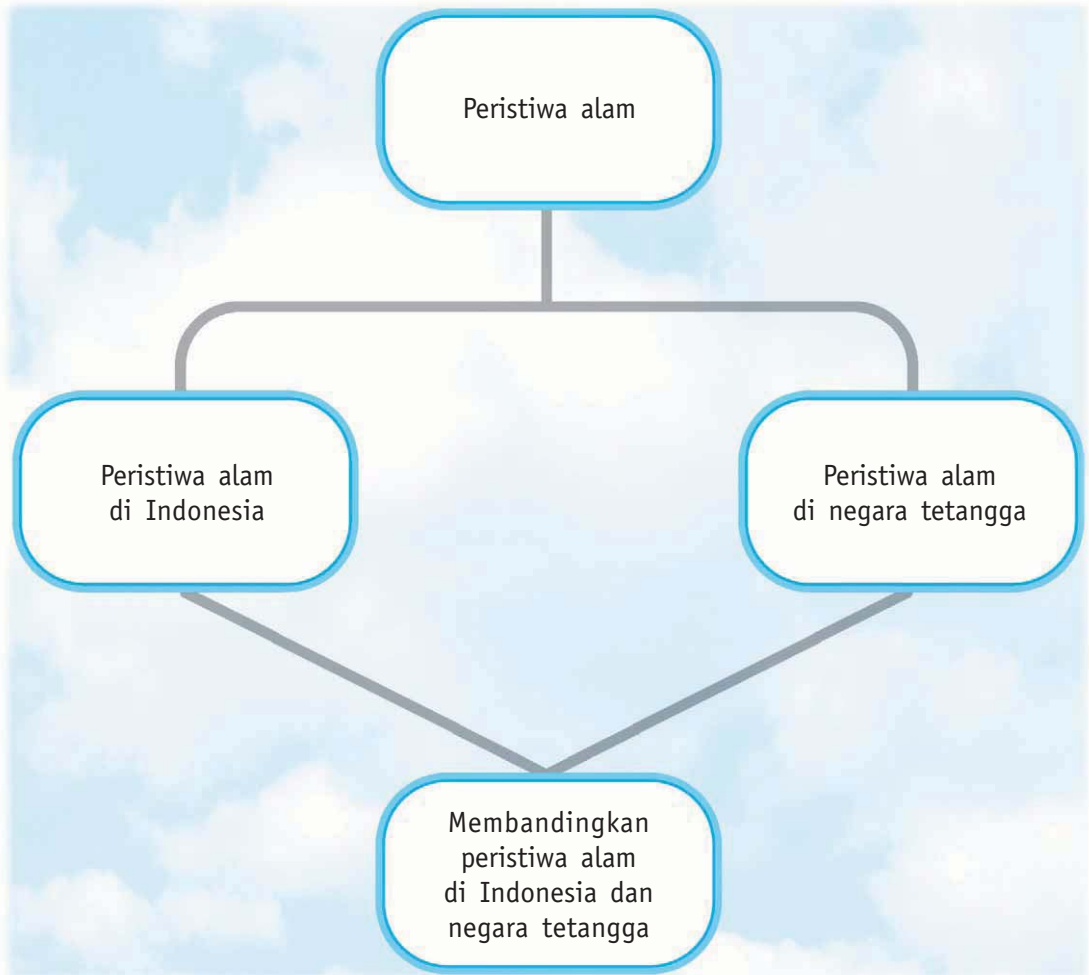 Peristiwa alam
Peristiwa alam
di Indonesia
Peristiwa alam
di negara tetangga
Membandingkan
peristiwa alam
di Indonesia dan
negara tetangga